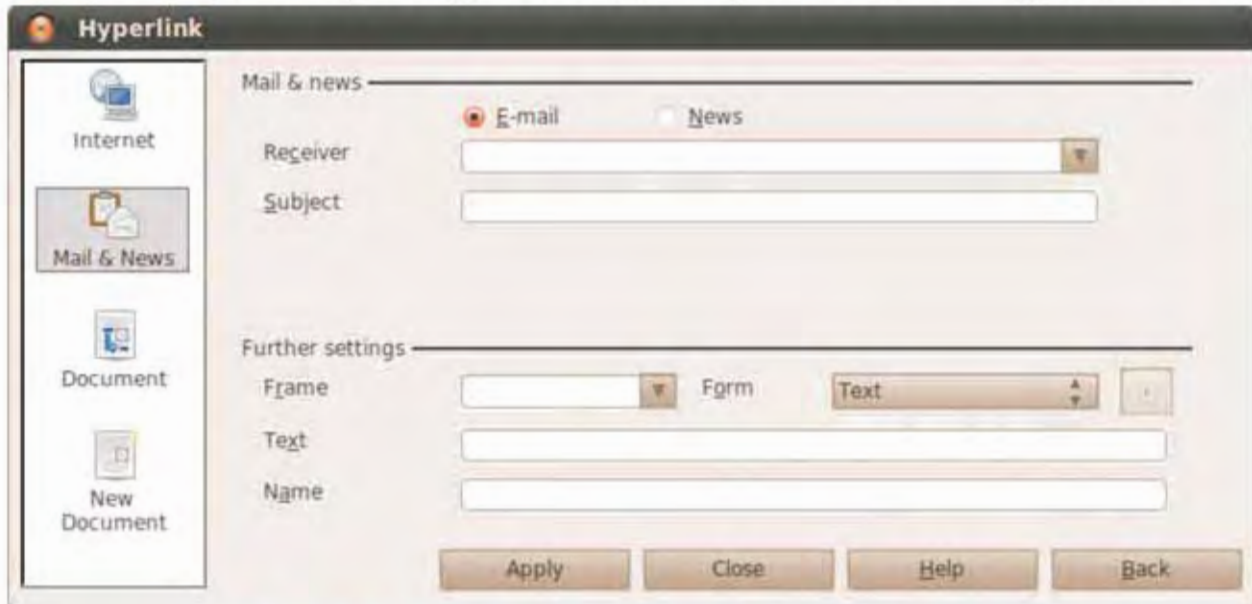 Hyperlink
Internet
Mail & News
Document
New
Document
Mail & news
E-mail News
Receiver
Subject
Further settings
Frame Form Text
Text
Name
Apply Close Help Back